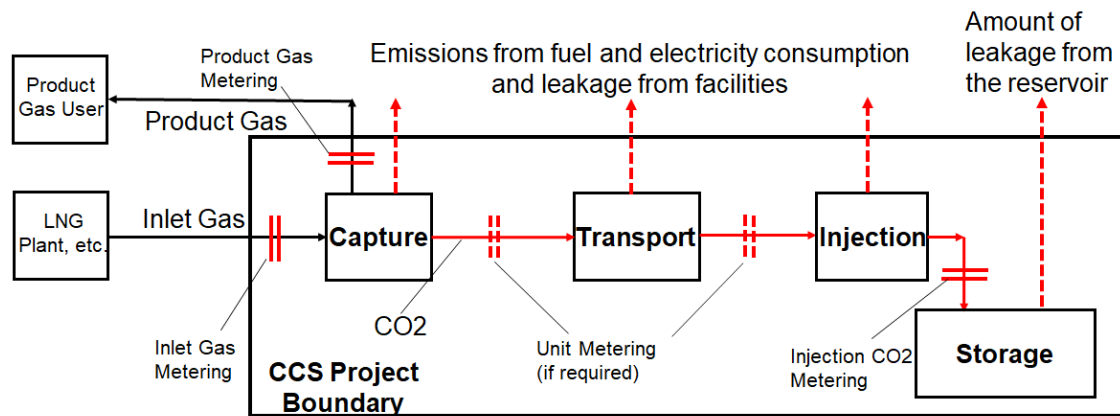 Product
Gas User
Product Gas
Metering
Emissions from fuel and electricity consumption
and leakage from facilities
Amount of
leakage from
the reservoir
Product Gas
LNG
Plant, etc.
Inlet Gas
Capture
Transport
Injection
CO2
Inlet Gas
Metering
Unit Metering
(if required)
Injection CO2
Metering
Storage
CCS Project
Boundary